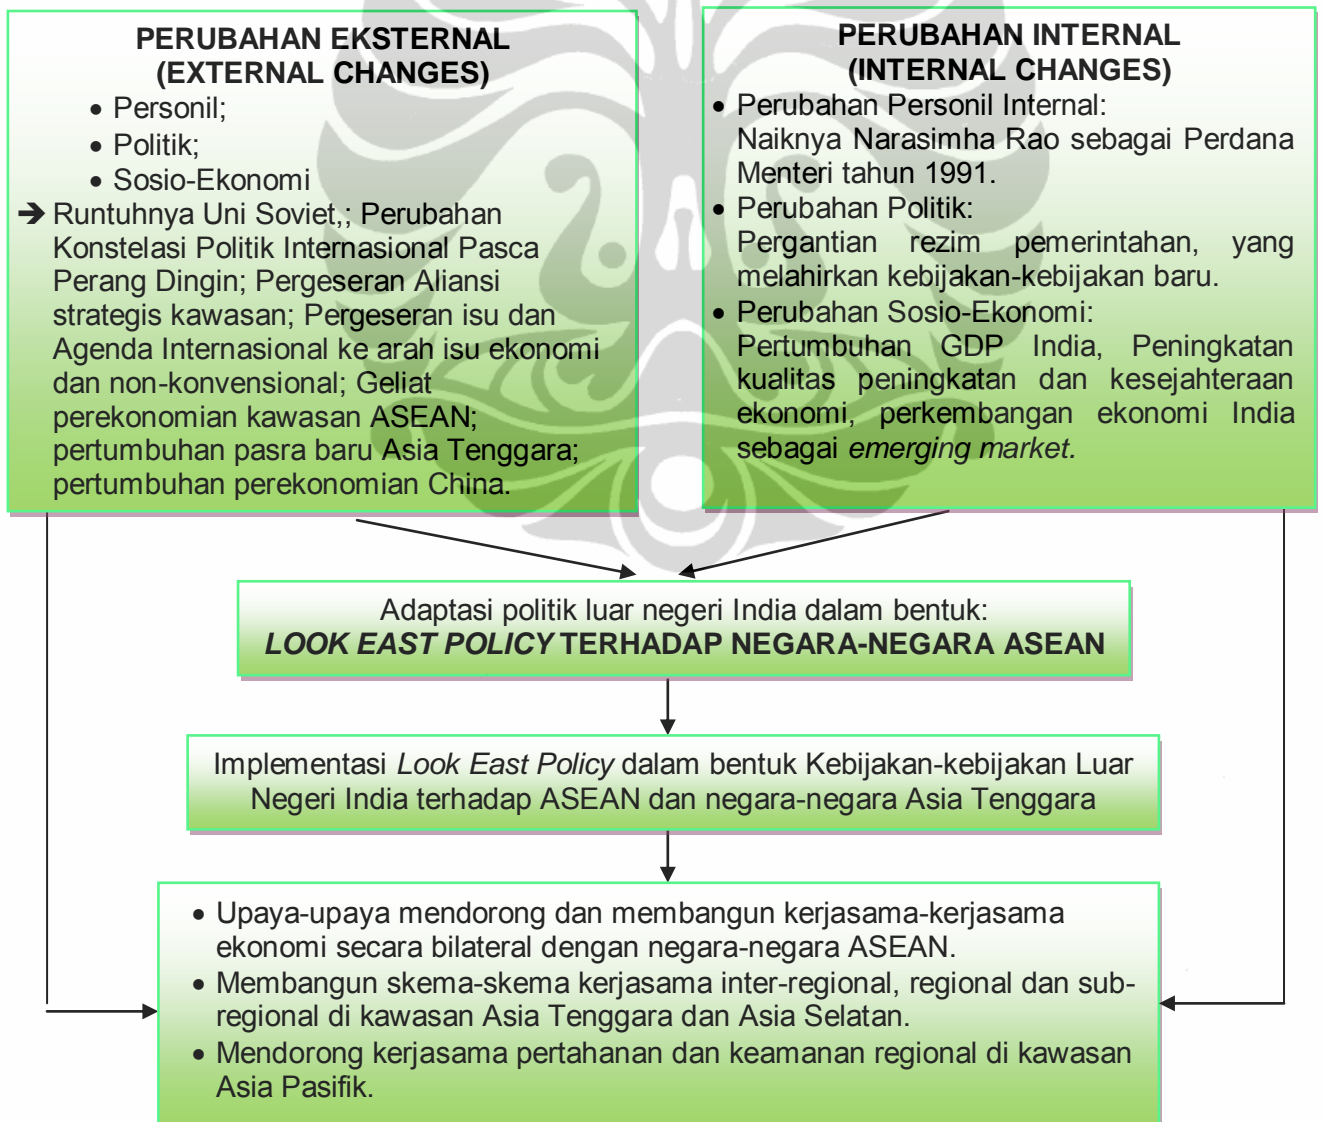 PERUBAHAN EKSTERNAL
(EXTERNAL CHANGES)
• Personil;
• Politik;
• Sosio-Ekonomi
➔ Runtuhnya Uni Soviet,; Perubahan
Konstelasi Politik Internasional Pasca
Perang Dingin; Pergeseran Aliansi
strategis kawasan; Pergeseran isu dan
Agenda Internasional ke arah isu ekonomi
dan non-konvensional; Geliat
perekonomian kawasan ASEAN;
pertumbuhan pasra baru Asia Tenggara;
pertumbuhan perekonomian China.
PERUBAHAN INTERNAL
(INTERNAL CHANGES)
• Perubahan Personil Internal:
Naiknya Narasimha Rao sebagai Perdana
Menteri tahun 1991.
• Perubahan Politik:
Pergantian rezim pemerintahan, yang
melahirkan kebijakan-kebijakan baru.
• Perubahan Sosio-Ekonomi:
Pertumbuhan GDP India, Peningkatan
kualitas peningkatan dan kesejahteraan
ekonomi, perkembangan ekonomi India
sebagai emerging market.
Adaptasi politik luar negeri India dalam bentuk:
LOOK EAST POLICY TERHADAP NEGARA-NEGARA ASEAN
Implementasi Look East Policy dalam bentuk Kebijakan-kebijakan Luar
Negeri India terhadap ASEAN dan negara-negara Asia Tenggara
• Upaya-upaya mendorong dan membangun kerjasama-kerjasama
ekonomi secara bilateral dengan negara-negara ASEAN.
• Membangun skema-skema kerjasama inter-regional, regional dan sub-
regional di kawasan Asia Tenggara dan Asia Selatan.
• Mendorong kerjasama pertahanan dan keamanan regional di kawasan
Asia Pasifik.